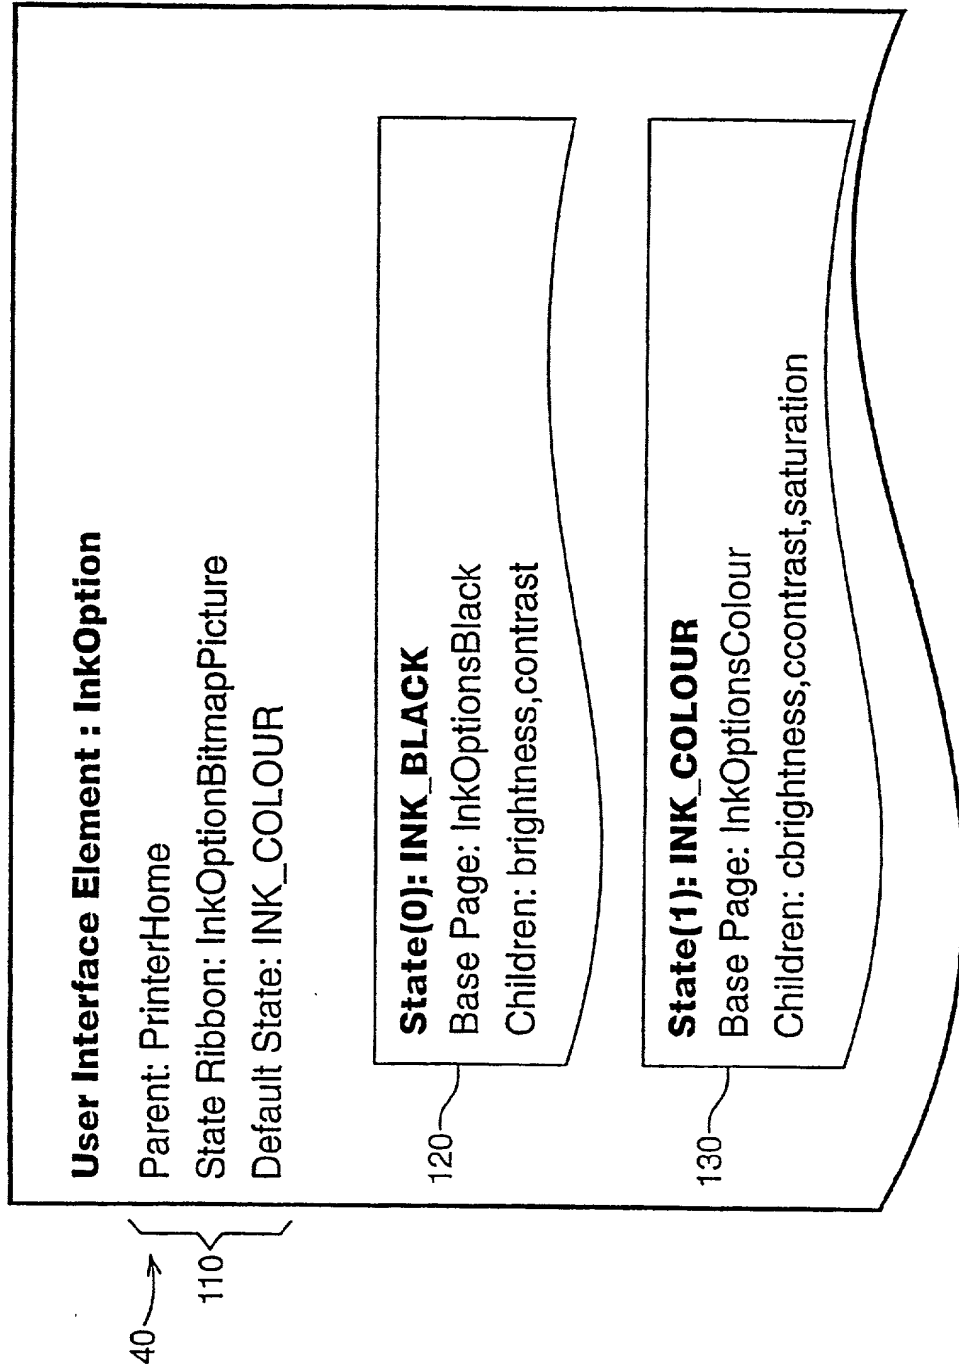 User Interface Element : InkOption
40
110
Parent: PrinterHome
State Ribbon: InkOptionBitmapPicture
Default State: INK_COLOUR
120
State(0): INK_BLACK
Base Page: InkOptionsBlack
Children: brightness,contrast
130
State(1): INK_COLOUR
Base Page: InkOptionsColour
Children: cbrightness,ccontrast,saturation